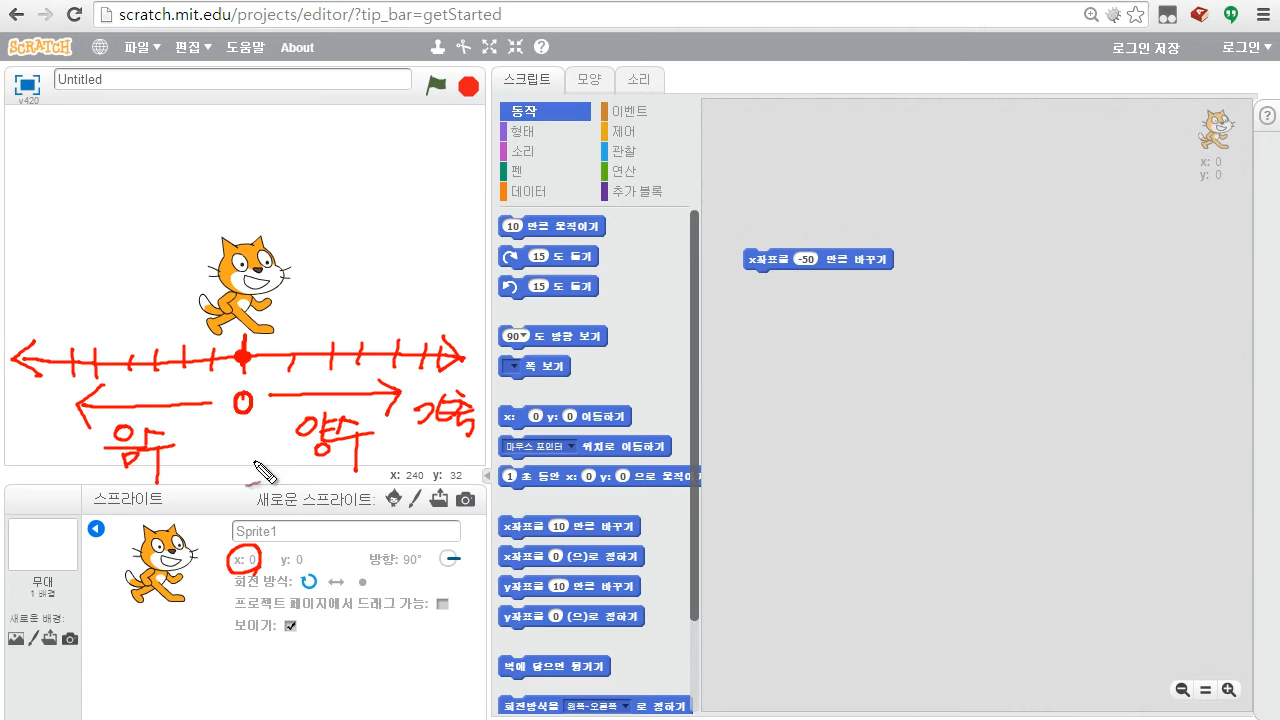 scratch.mit.edu/projects/editor/?tip_bar=getStarted
SCRATCH 파일 편집 도움말 About 로그인 저장 로그인
v420
Untitled
스크립트 모양 소리
동작 이벤트
형태 제어
소리 관찰
펜 연산
데이터 추가 블록
10 만큼 움직이기
15 도 돌기
15 도 돌기
90 도 방향 보기
쪽 보기
x: 0 y: 0 이동하기
마우스 포인터 위치로 이동하기
1 초 동안 x: 0 y: 0 으로 움직이기
x좌표를 10 만큼 바꾸기
x좌표를 0 (으)로 정하기
y좌표를 10 만큼 바꾸기
y좌표를 0 (으)로 정하기
벽에 닿으면 튕기기
회전방식을 왼쪽-오른쪽 로 정하기
x좌표를 -50 만큼 바꾸기
x: 0
y: 0
0
음수
양수
x: 240 y: 32
스프라이트 새로운 스프라이트:
무대
1 배경
새로운 배경:
Sprite1
x: 0 y: 0 방향: 90°
회전 방식:
프로젝트 페이지에서 드래그 가능:
보이기: